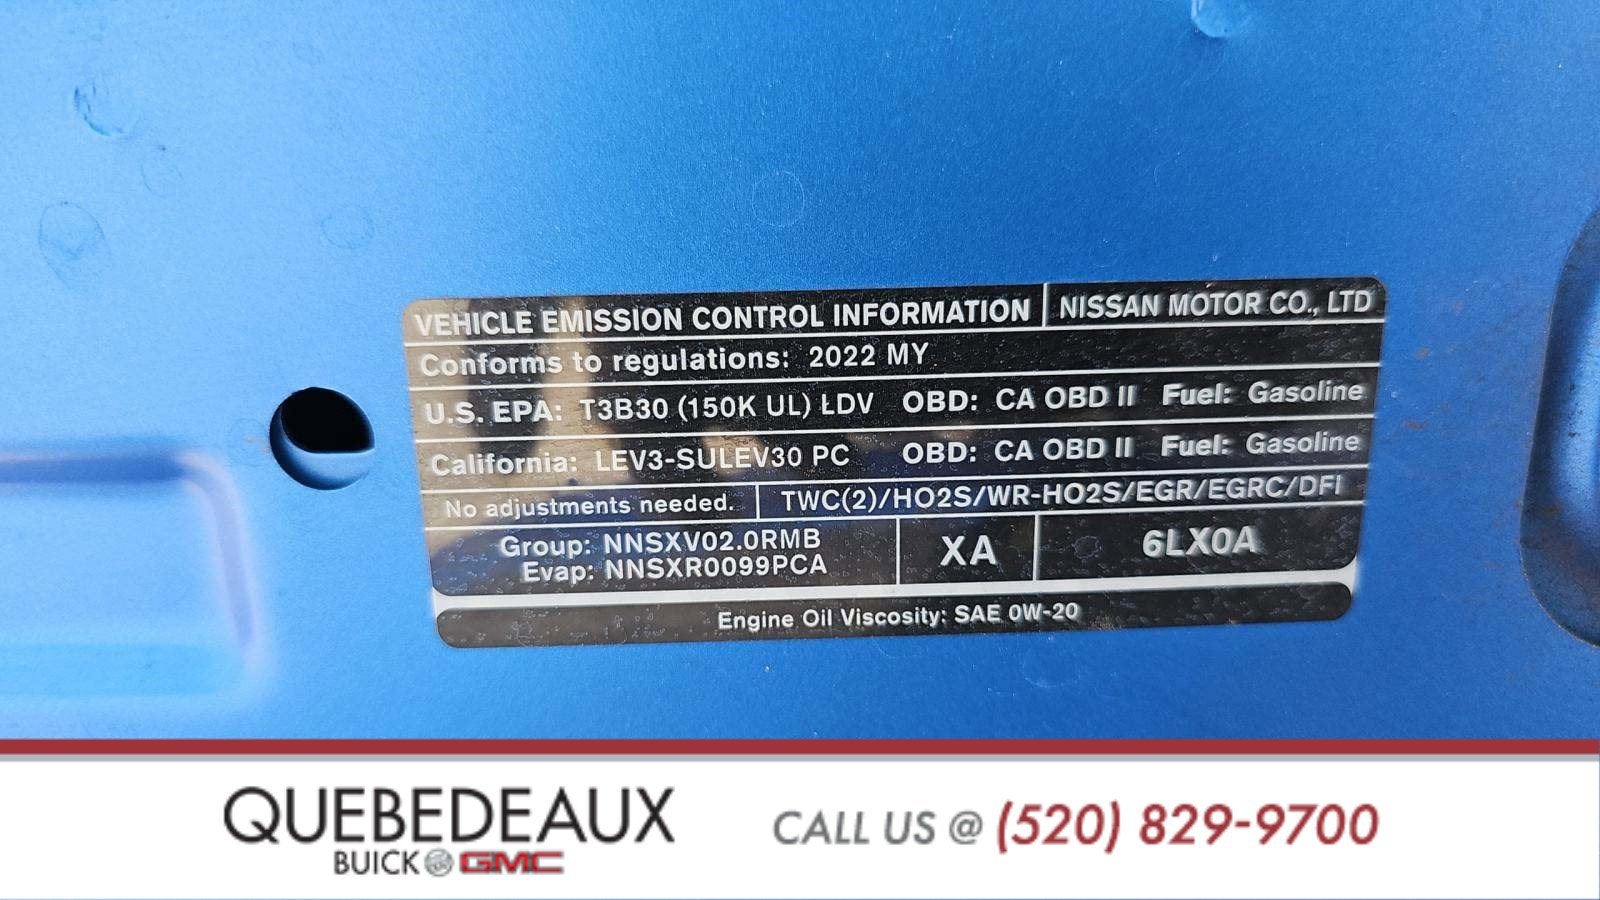 VEHICLE EMISSION CONTROL INFORMATION NISSAN MOTOR CO., LTD
Conforms to regulations: 2022 MY
U.S. EPA: T3B30 (150K UL) LDV OBD: CA OBD II Fuel: Gasoline
California: LEV3-SULEV30 PC OBD: CA OBD II Fuel: Gasoline
No adjustments needed. TWC(2)/HO2S/WR-HO2S/EGR/EGRC/DFI
Group: NNSXV02.0RMB
Evap: NNSXR0099PCA
XA
6LX0A
Engine Oil Viscosity: SAE 0W-20
QUEBEDEAUX
BUICK GMC
CALL US @ (520) 829-9700